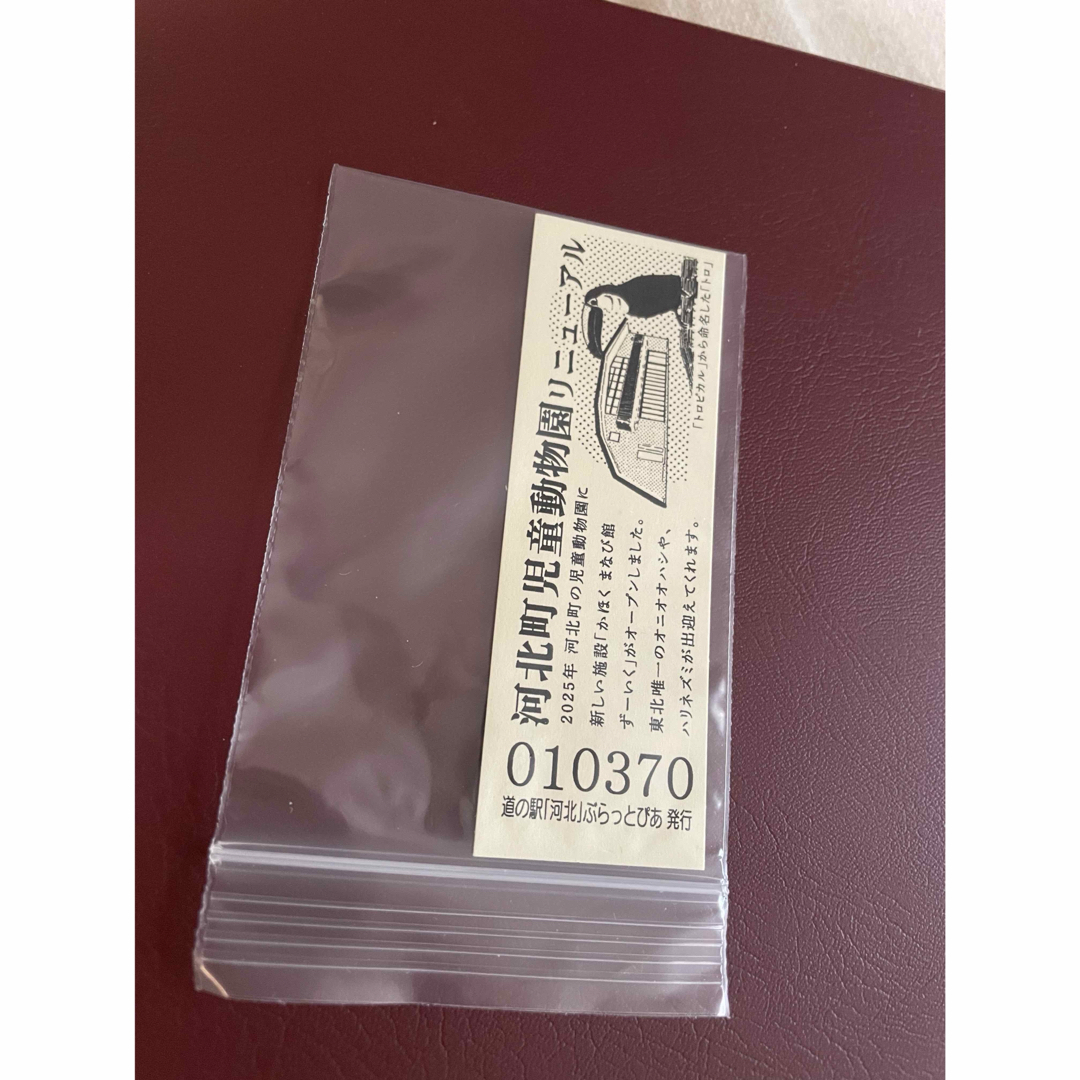 河北町児童動物園リニューアル
2025年 河北町の児童動物園に
新しい施設「かほく まなび館
ずーいく」がオープンしました。
東北唯一のオニオオハシや、
ハリネズミが出迎えてくれます。
「トロピカル」から命名した「トロ」
010370
道の駅「河北」ぶらっとぴあ 発行